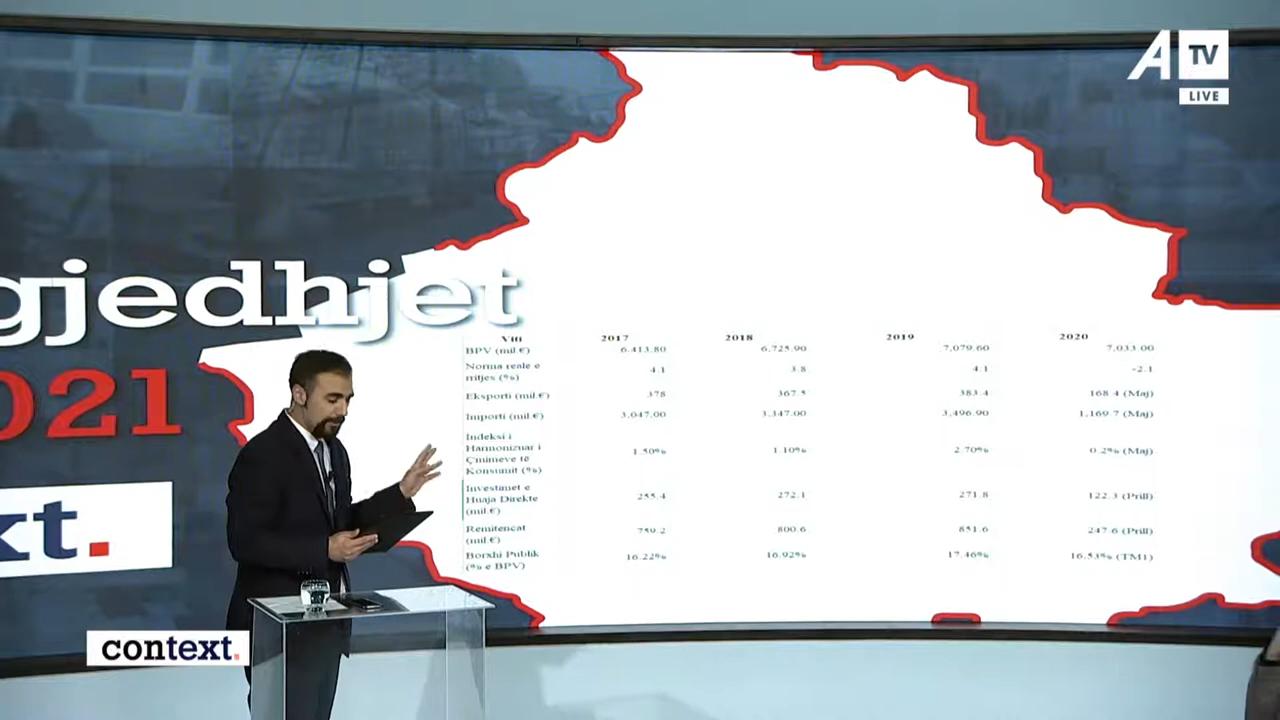 A TV
LIVE
gjedhjet
021
xt.
Viti 2017 2018 2019 2020
BPV (mil.€) 6.413.80 6,725.90 7,079.60 7,033.00
Norma reale e
rritjes (%) 4.1 3.8 4.1 -2.1
Eksporti (mil.€) 378 367.5 383.4 168.4 (Maj)
Importi (mil.€) 3,047.00 3,347.00 3,496.90 1,169.7 (Maj)
Indeksi i
Harmonizuar i
Çmimeve të
Konsumit (%) 1.50% 1.10% 2.70% 0.2% (Maj)
Investimet e
Huaja Direkte
(mil.€) 255.4 272.1 271.8 122.3 (Prill)
Remitencat
(mil.€) 759.2 800.6 851.6 247.6 (Prill)
Borxhi Publik
(% e BPV) 16.22% 16.92% 17.46% 16.53% (TM1)
context.